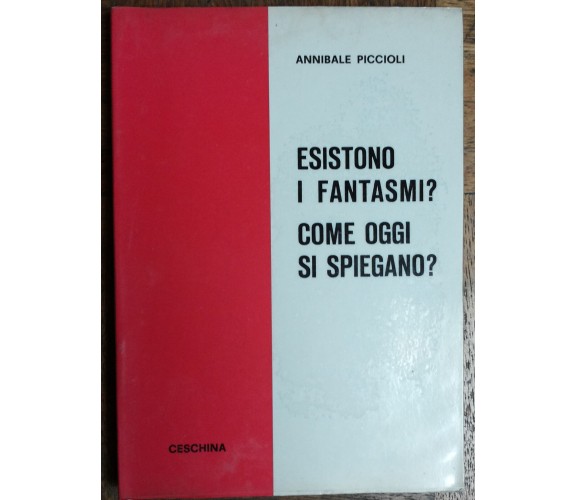 ANNIBALE PICCIOLI
ESISTONO
I FANTASMI?
COME OGGI
SI SPIEGANO?
CESCHINA